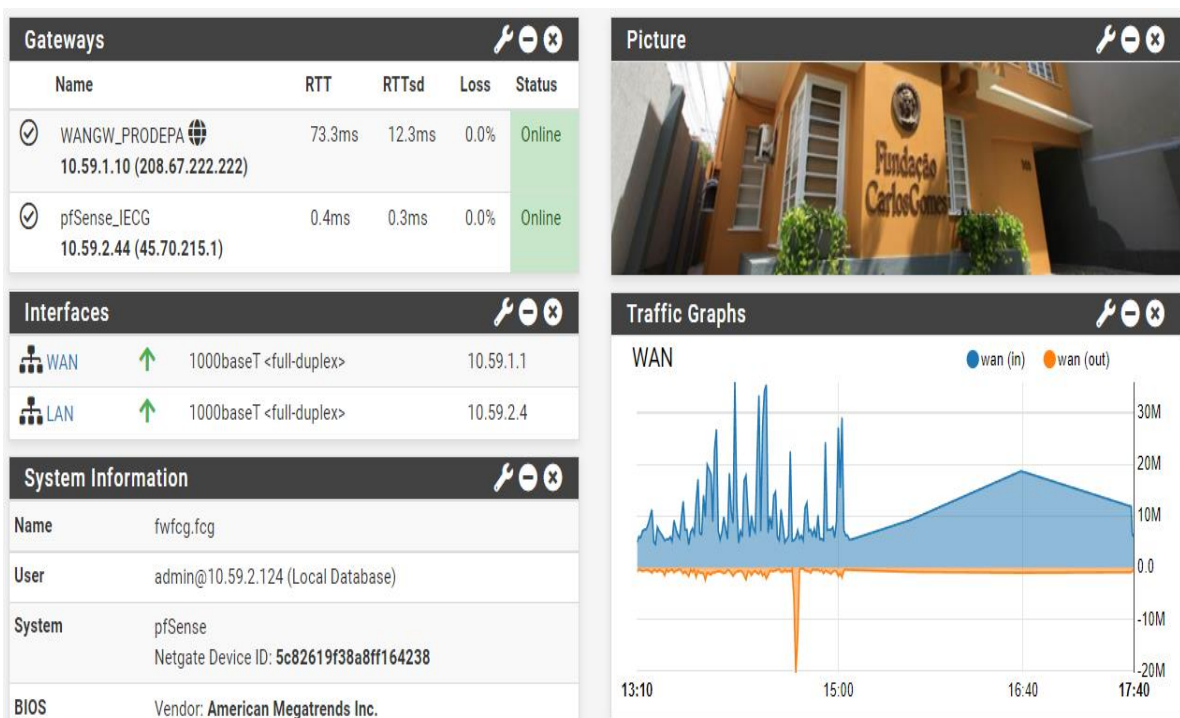 Gateways
Name RTT RTTsd Loss Status
WANGW_PRODEPA 73.3ms 12.3ms 0.0% Online
10.59.1.10 (208.67.222.222)
pfSense_IECG 0.4ms 0.3ms 0.0% Online
10.59.2.44 (45.70.215.1)
Interfaces
WAN 1000baseT <full-duplex> 10.59.1.1
LAN 1000baseT <full-duplex> 10.59.2.4
System Information
Name fwfcg.fcg
User admin@10.59.2.124 (Local Database)
System pfSense
Netgate Device ID: 5c82619f38a8ff164238
BIOS Vendor: American Megatrends Inc.
Picture
Fundação
CarlosGomes
Traffic Graphs
WAN wan (in) wan (out)
30M
20M
10M
0.0
-10M
-20M
13:10 15:00 16:40 17:40